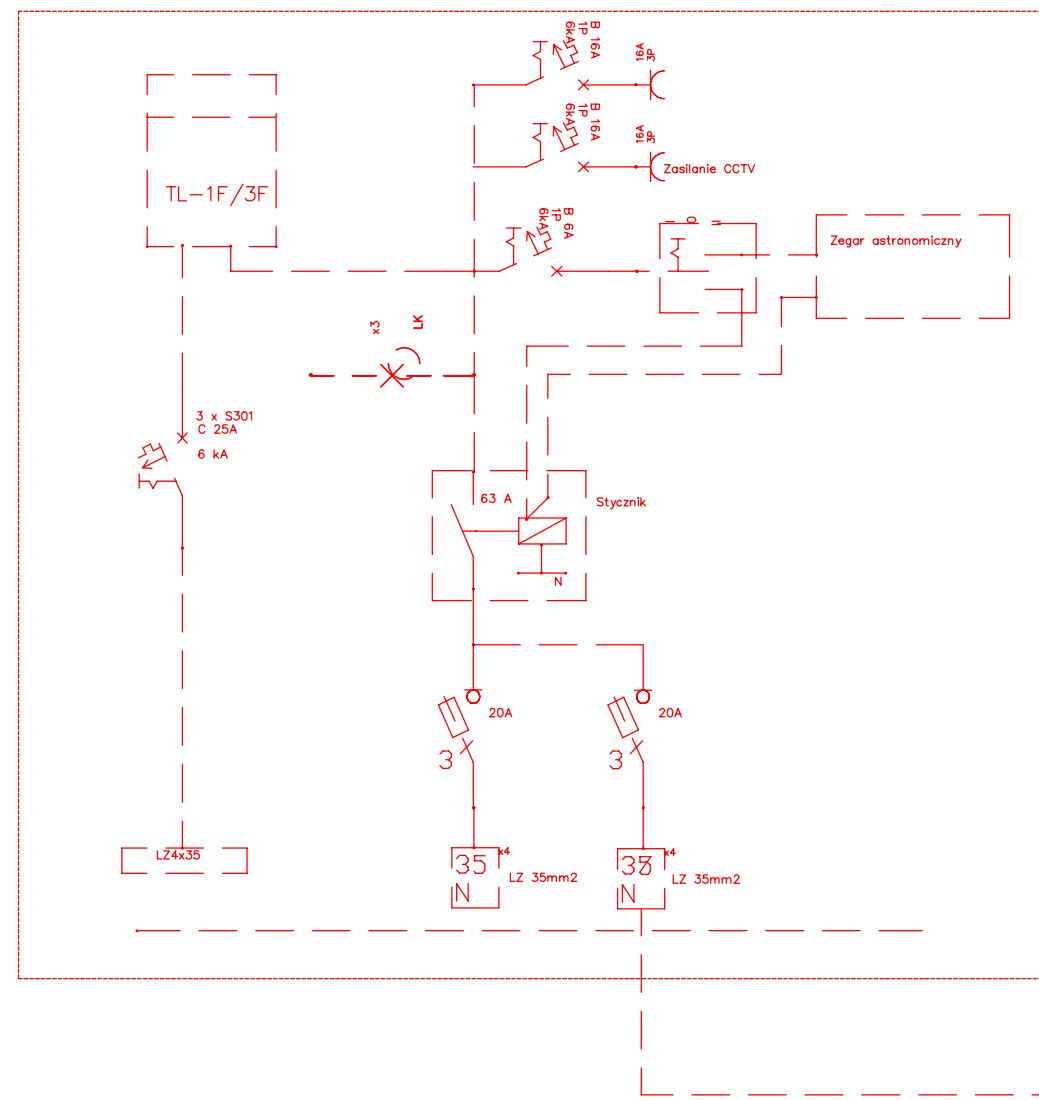 B 16A
1P
6kA
16A
3P
B 16A
1P
6kA
16A
3P
Zasilanie CCTV
TL-1F/3F
B 6A
1P
6kA
I O II
Zegar astronomiczny
x3
LK
3 x S301
C 25A
6 kA
63 A
Stycznik
N
20A
20A
3
3
LZ4x35
35
x4
N
LZ 35mm2
x4
N
LZ 35mm2